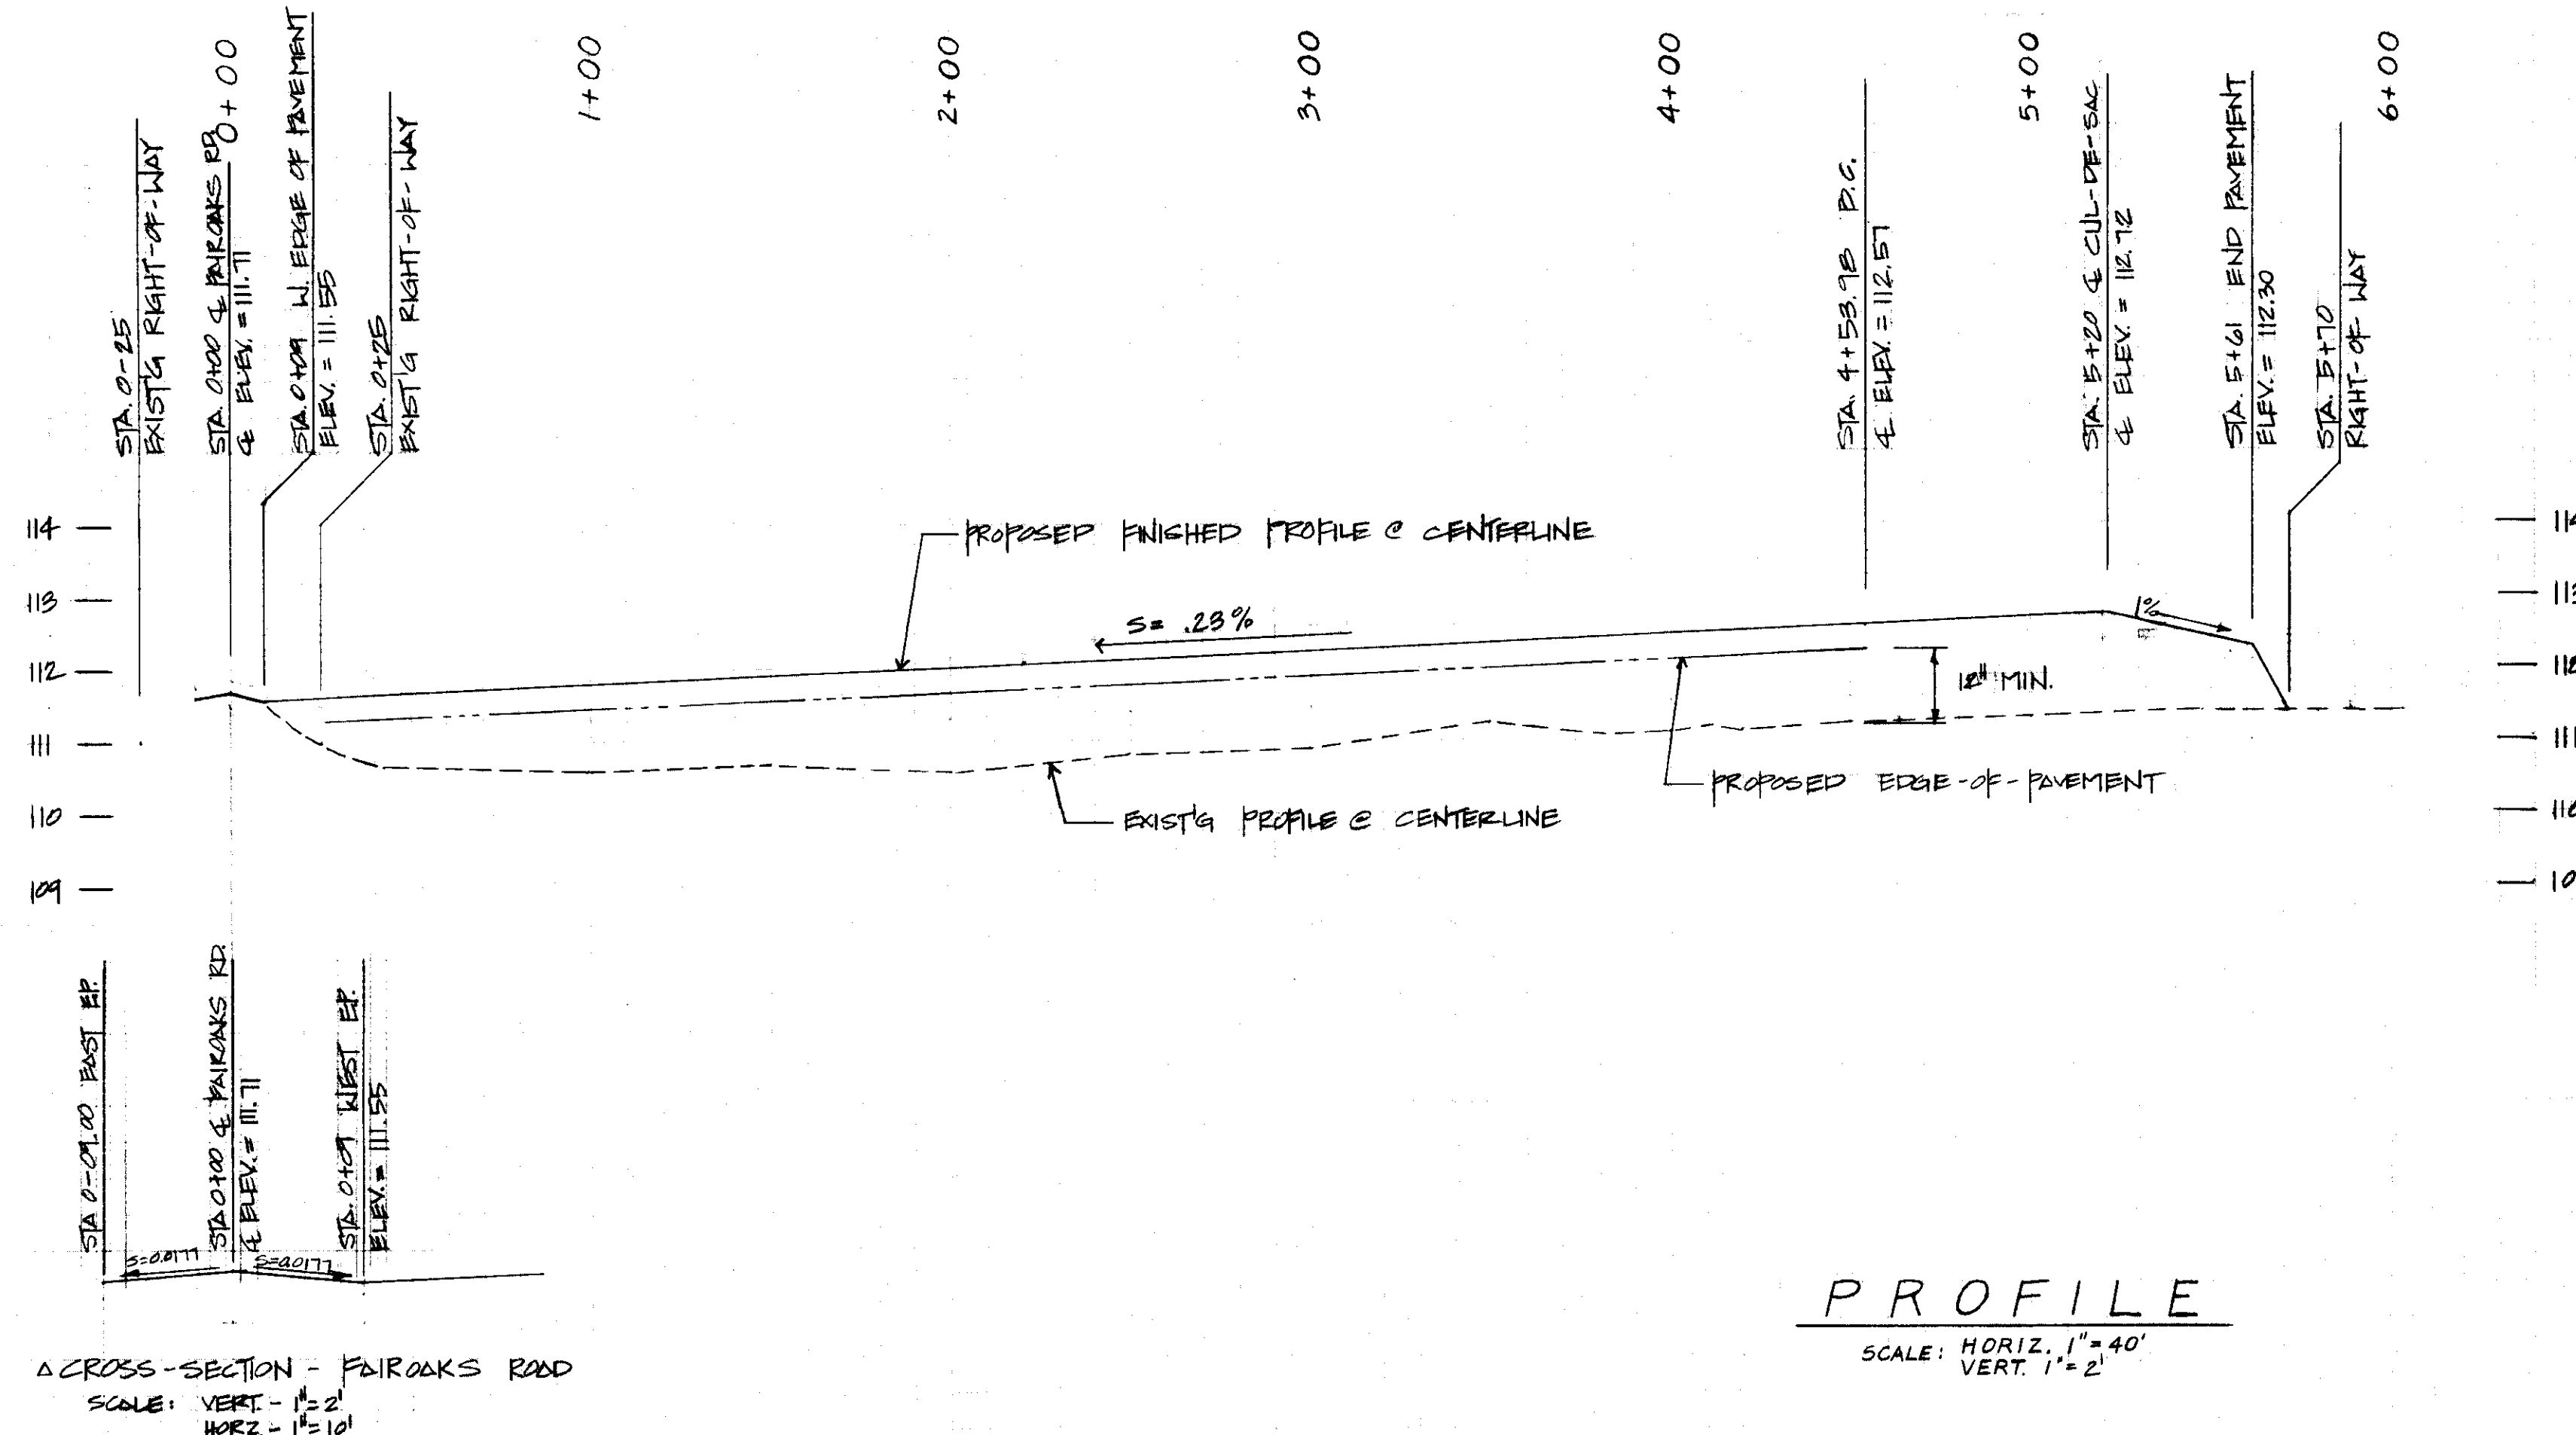 0+00
1+00
2+00
3+00
4+00
5+00
6+00
STA. 0-25
EXIST'G RIGHT-OF-WAY
STA. 0+00 ℄ FAIROAKS RD.
℄ ELEV. = 111.71
STA. 0+09 W. EDGE OF PAVEMENT
ELEV. = 111.55
STA. 0+25
EXIST'G RIGHT-OF-WAY
STA. 4+53.98 P.C.
℄ ELEV. = 112.57
STA. 5+20 ℄ CUL-DE-SAC
℄ ELEV. = 112.72
STA. 5+61 END PAVEMENT
ELEV. = 112.30
STA. 5+70
RIGHT-OF-WAY
114
113
112
111
110
109
PROPOSED FINISHED PROFILE @ CENTERLINE
S= .23%
1%
12" MIN.
PROPOSED EDGE-OF-PAVEMENT
EXIST'G PROFILE @ CENTERLINE
STA 0-09.00 EAST EP.
STA 0+00 ℄ FAIROAKS RD.
℄ ELEV. = 111.71
STA. 0+09 WEST EP.
ELEV. = 111.55
S=0.0177
S=0.0177
CROSS-SECTION - FAIROAKS ROAD
SCALE: VERT. - 1"=2'
HORZ. - 1"=10'
PROFILE
SCALE: HORIZ. 1"=40'
VERT. 1"=2'